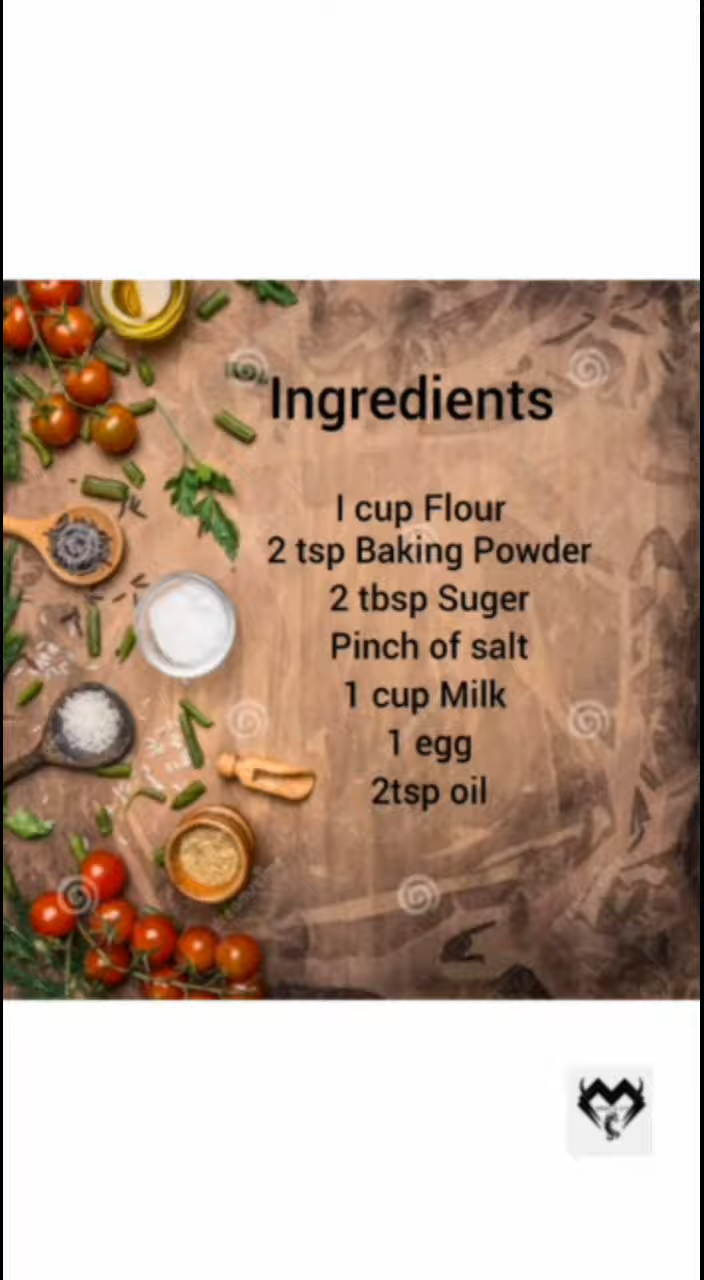 Ingredients
I cup Flour
2 tsp Baking Powder
2 tbsp Suger
Pinch of salt
1 cup Milk
1 egg
2tsp oil